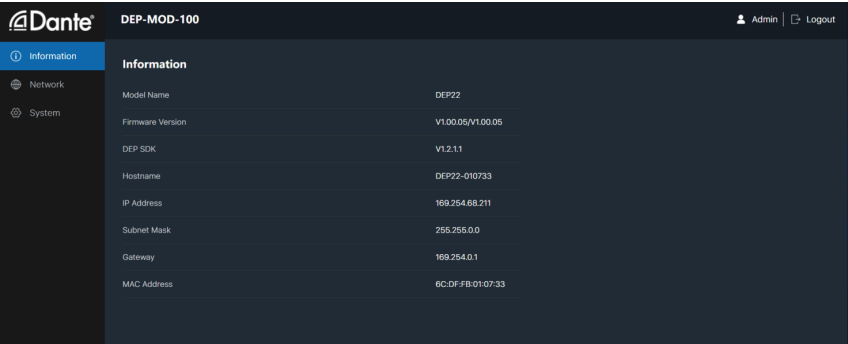 Dante® DEP-MOD-100 Admin Logout
Information
Network
System
Information
Model Name DEP22
Firmware Version V1.00.05/V1.00.05
DEP SDK V1.2.1.1
Hostname DEP22-010733
IP Address 169.254.68.211
Subnet Mask 255.255.0.0
Gateway 169.254.0.1
MAC Address 6C:DF:FB:01:07:33